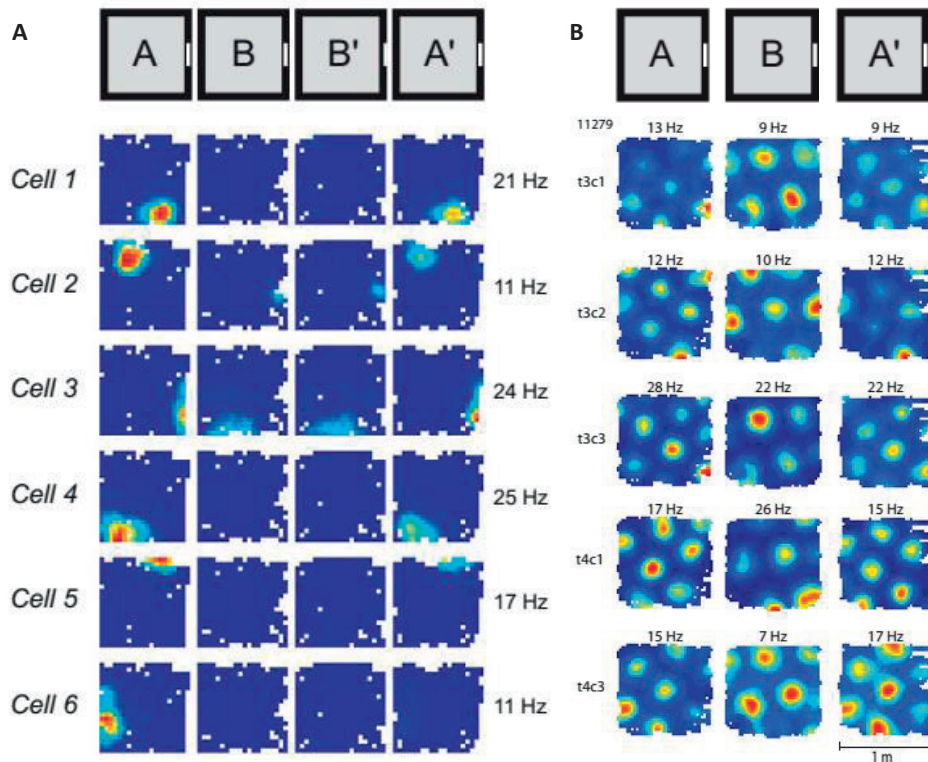 A
A
B
B'
A'
B
A
B
A'
Cell 1
21 Hz
Cell 2
11 Hz
Cell 3
24 Hz
Cell 4
25 Hz
Cell 5
17 Hz
Cell 6
11 Hz
11279
13 Hz
9 Hz
9 Hz
t3c1
12 Hz
10 Hz
12 Hz
t3c2
28 Hz
22 Hz
22 Hz
t3c3
17 Hz
26 Hz
15 Hz
t4c1
15 Hz
7 Hz
17 Hz
t4c3
1 m